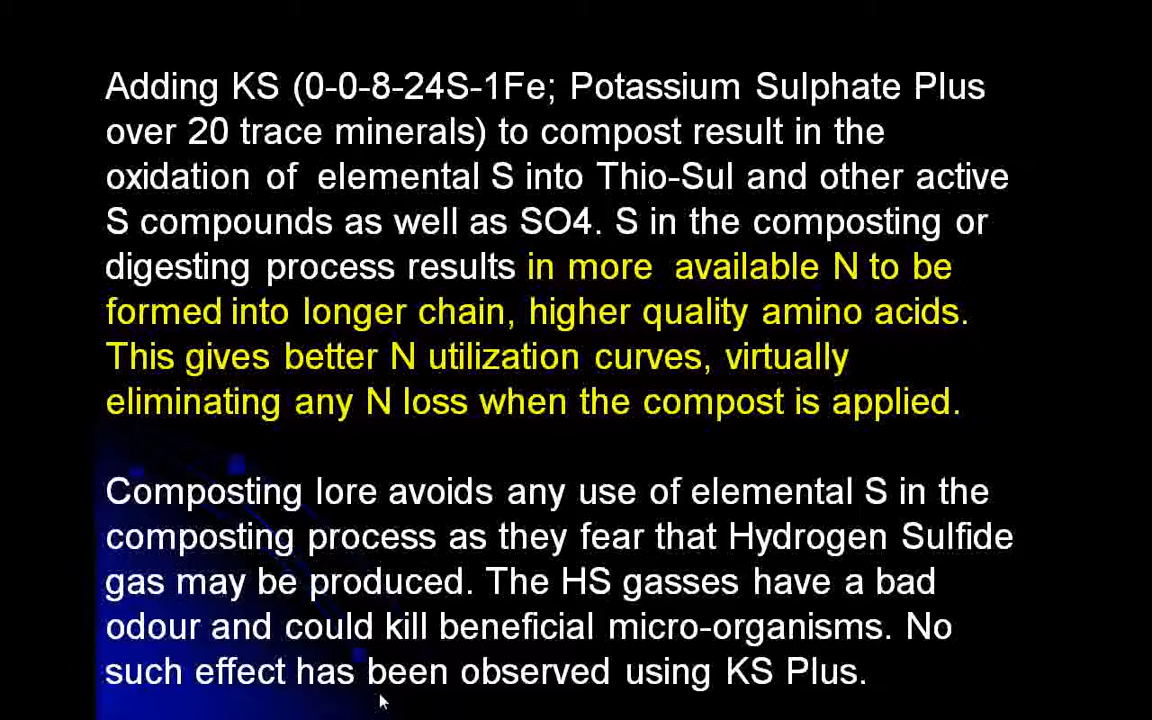 Adding KS (0-0-8-24S-1Fe; Potassium Sulphate Plus
over 20 trace minerals) to compost result in the
oxidation of elemental S into Thio-Sul and other active
S compounds as well as SO4. S in the composting or
digesting process results in more available N to be
formed into longer chain, higher quality amino acids.
This gives better N utilization curves, virtually
eliminating any N loss when the compost is applied.
Composting lore avoids any use of elemental S in the
composting process as they fear that Hydrogen Sulfide
gas may be produced. The HS gasses have a bad
odour and could kill beneficial micro-organisms. No
such effect has been observed using KS Plus.